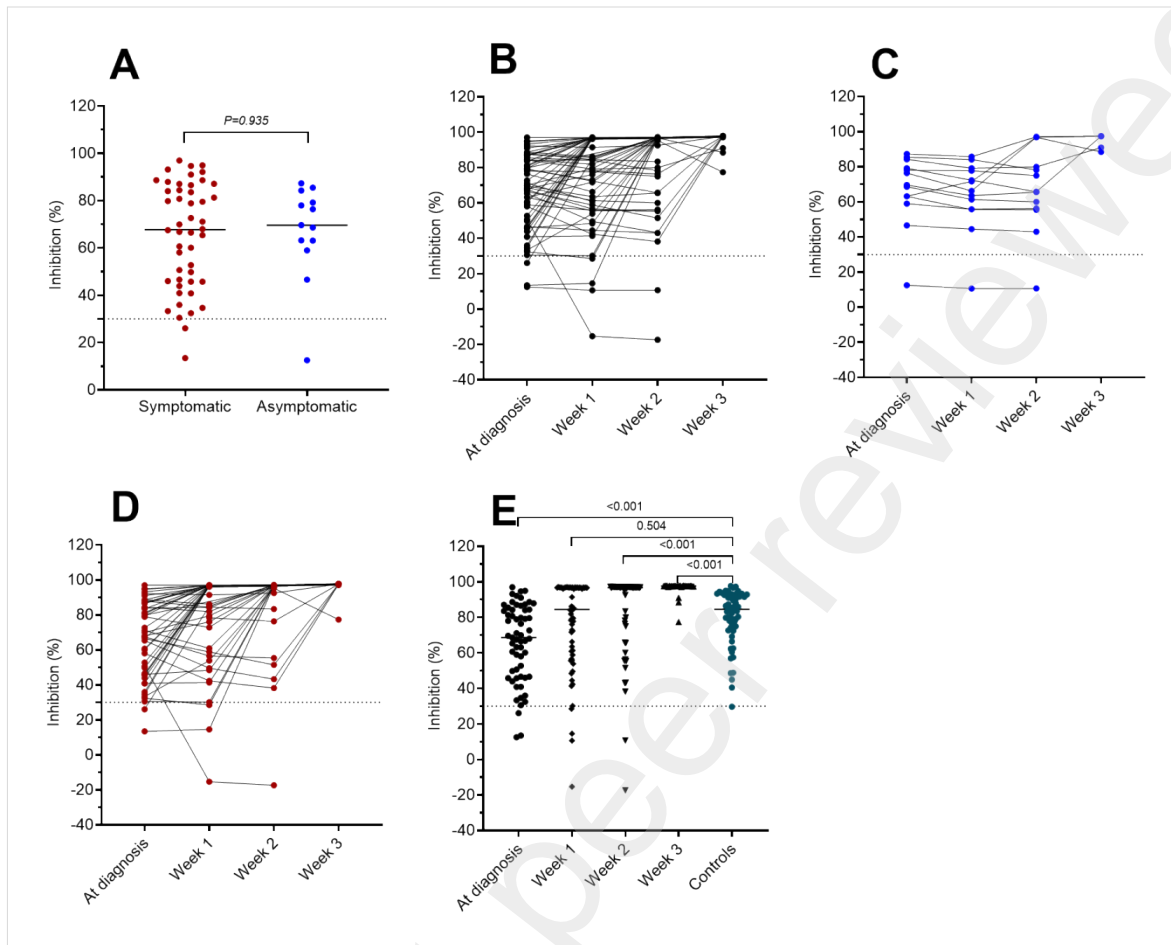 A
B
C
Inhibition (%)
120
100
80
60
40
20
0
P=0.935
Symptomatic
Asymptomatic
Inhibition (%)
120
100
80
60
40
20
0
-20
-40
At diagnosis
Week 1
Week 2
Week 3
Inhibition (%)
120
100
80
60
40
20
0
-20
-40
At diagnosis
Week 1
Week 2
Week 3
D
E
Inhibition (%)
120
100
80
60
40
20
0
-20
-40
At diagnosis
Week 1
Week 2
Week 3
Inhibition (%)
120
100
80
60
40
20
0
-20
-40
<0.001
0.504
<0.001
<0.001
At diagnosis
Week 1
Week 2
Week 3
Controls
peer reviewe